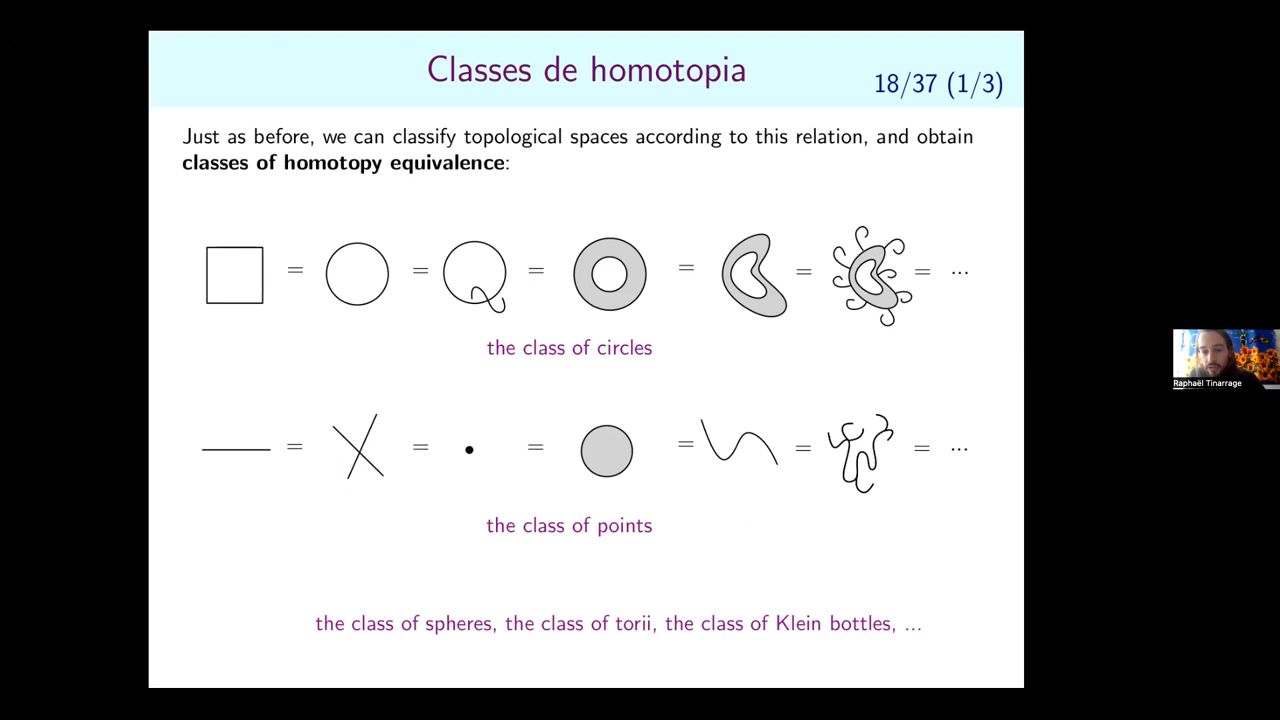 Classes de homotopia
18/37 (1/3)
Just as before, we can classify topological spaces according to this relation, and obtain
classes of homotopy equivalence:
= = = = = = ...
the class of circles
= = = = = = ...
the class of points
the class of spheres, the class of torii, the class of Klein bottles, ...
Raphaël Tinarrage